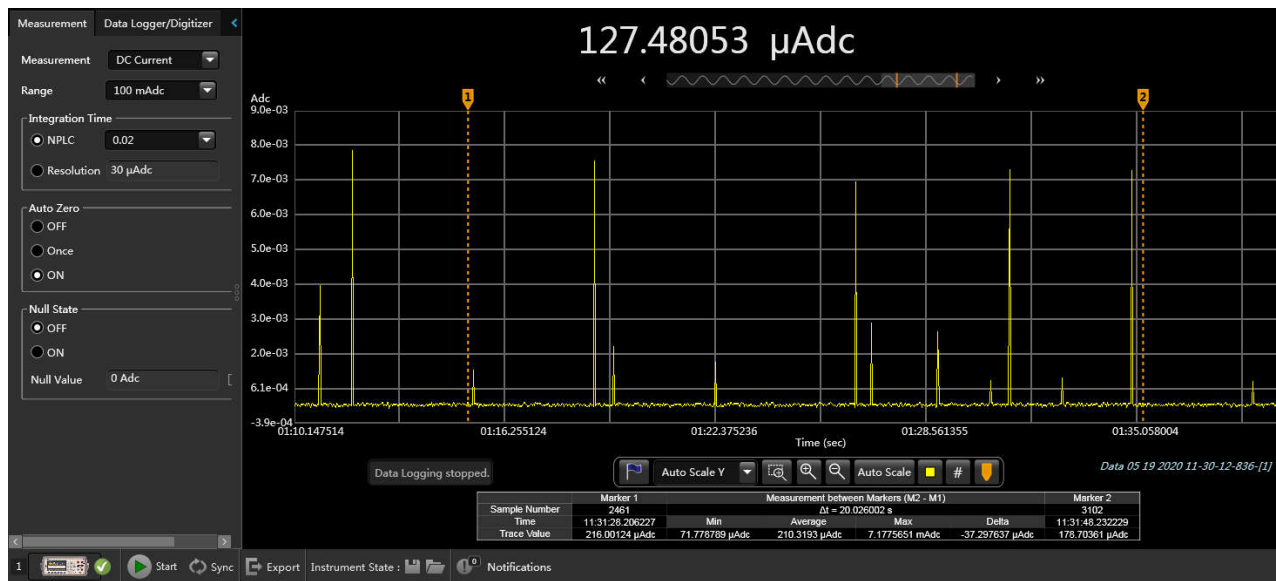 Measurement Data Logger/Digitizer <
127.48053 µAdc
Measurement DC Current
Range 100 mAdc
Integration Time
NPLC 0.02
Resolution 30 µAdc
Auto Zero
OFF
Once
ON
Null State
OFF
ON
Null Value 0 Adc
« ‹ › »
1 2
Adc
9.0e-03
8.0e-03
7.0e-03
6.0e-03
5.0e-03
4.0e-03
3.0e-03
2.0e-03
6.1e-04
-3.9e-04
01:10.147514 01:16.255124 01:22.375236 01:28.561355 01:35.058004
Time (sec)
Data Logging stopped.
Auto Scale Y Auto Scale #
Data 05 19 2020 11-30-12-836-[1]
Marker 1 Measurement between Markers (M2 - M1) Marker 2
Sample Number 2461 Δt = 20.026002 s 3102
Time 11:31:28.206227 Min Average Max Delta 11:31:48.232229
Trace Value 216.00124 µAdc 71.778789 µAdc 210.3193 µAdc 7.1775651 mAdc -37.297637 µAdc 178.70361 µAdc
1 Start Sync Export Instrument State : 0 Notifications